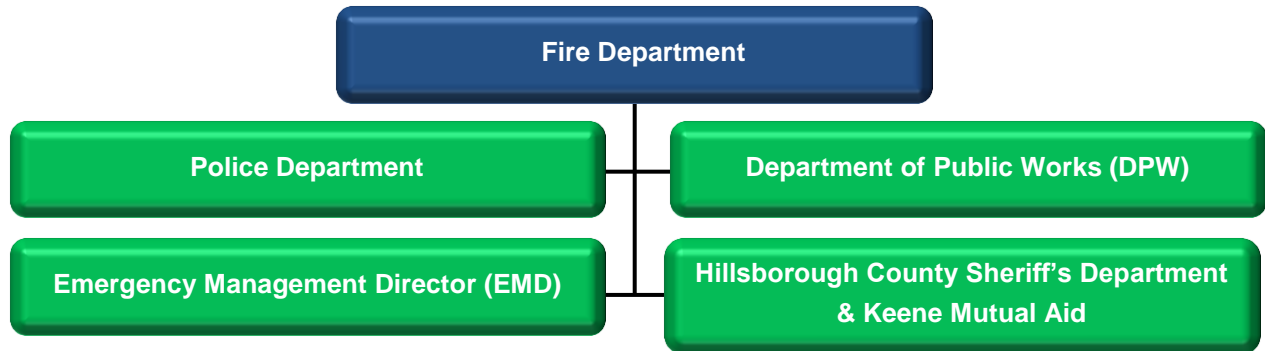 Fire Department
Police Department
Department of Public Works (DPW)
Emergency Management Director (EMD)
Hillsborough County Sheriff’s Department
& Keene Mutual Aid